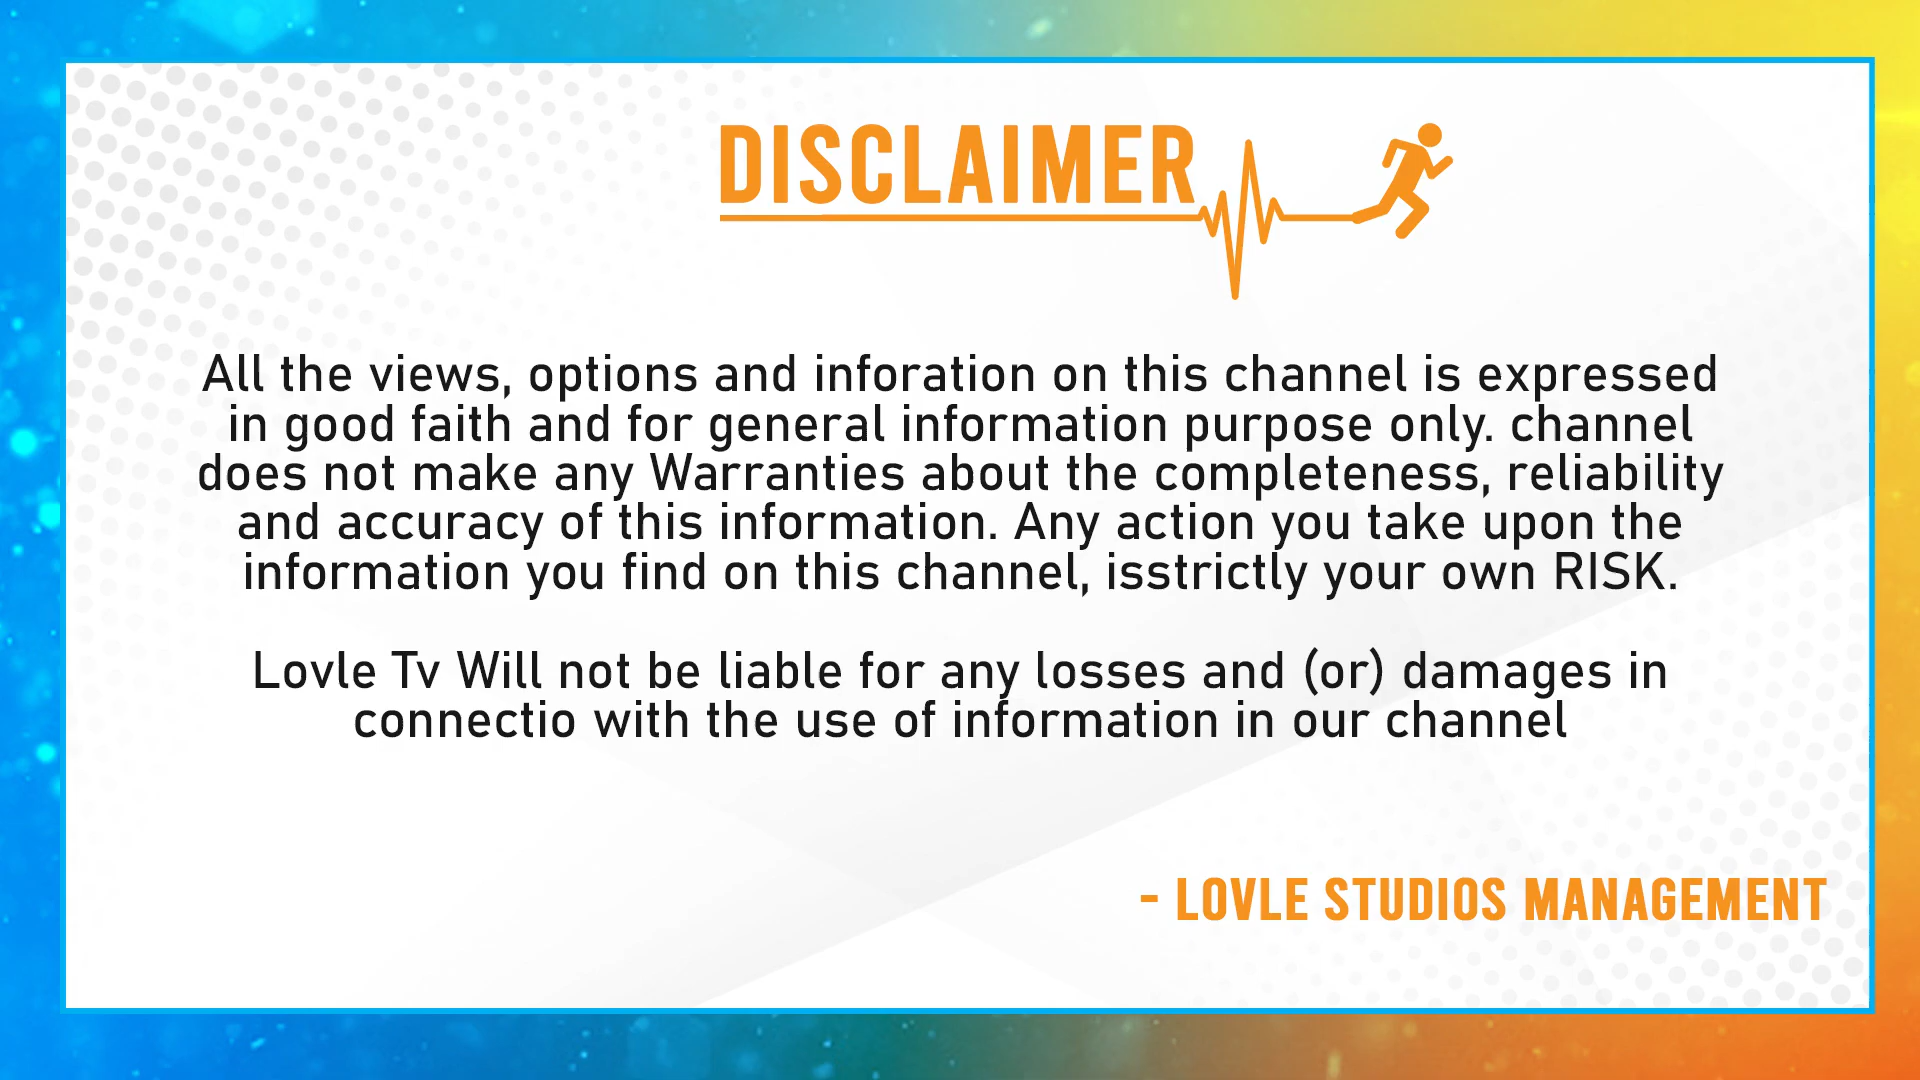 DISCLAIMER
All the views, options and inforation on this channel is expressed
in good faith and for general information purpose only. channel
does not make any Warranties about the completeness, reliability
and accuracy of this information. Any action you take upon the
information you find on this channel, isstrictly your own RISK.
Lovle Tv Will not be liable for any losses and (or) damages in
connectio with the use of information in our channel
- LOVLE STUDIOS MANAGEMENT